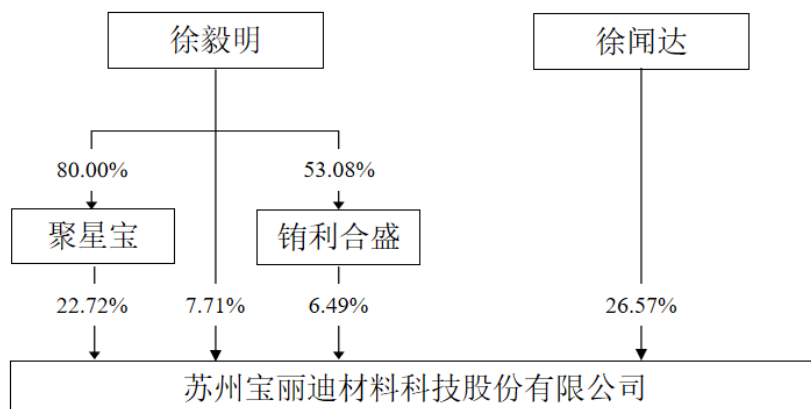 徐毅明
徐闻达
80.00%
53.08%
聚星宝
铕利合盛
22.72%
7.71%
6.49%
26.57%
苏州宝丽迪材料科技股份有限公司